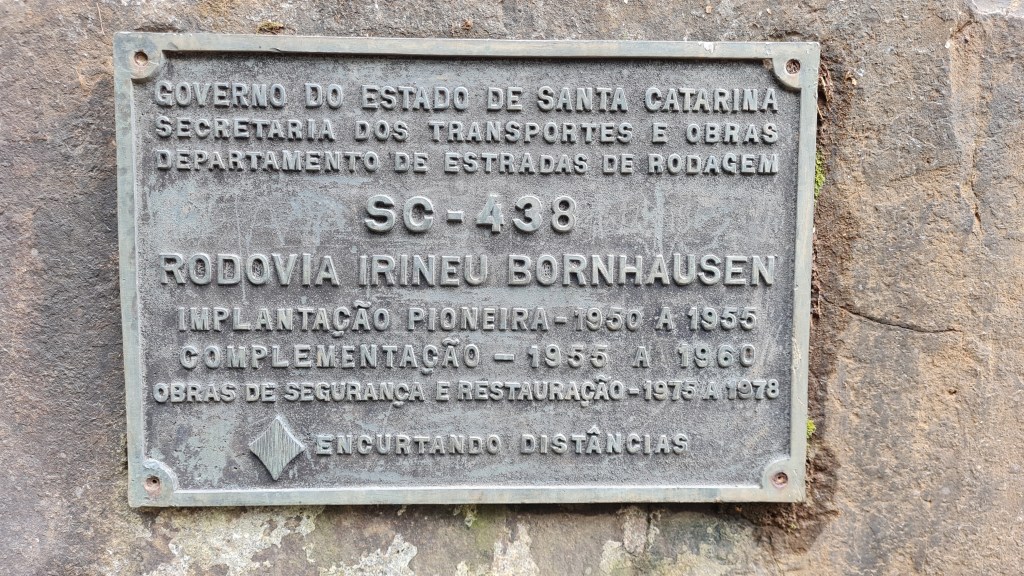 GOVERNO DO ESTADO DE SANTA CATARINA
SECRETARIA DOS TRANSPORTES E OBRAS
DEPARTAMENTO DE ESTRADAS DE RODAGEM
SC-438
RODOVIA IRINEU BORNHAUSEN
IMPLANTAÇÃO PIONEIRA - 1950 A 1955
COMPLEMENTAÇÃO - 1955 A 1960
OBRAS DE SEGURANÇA E RESTAURAÇÃO - 1975 A 1978
ENCURTANDO DISTÂNCIAS